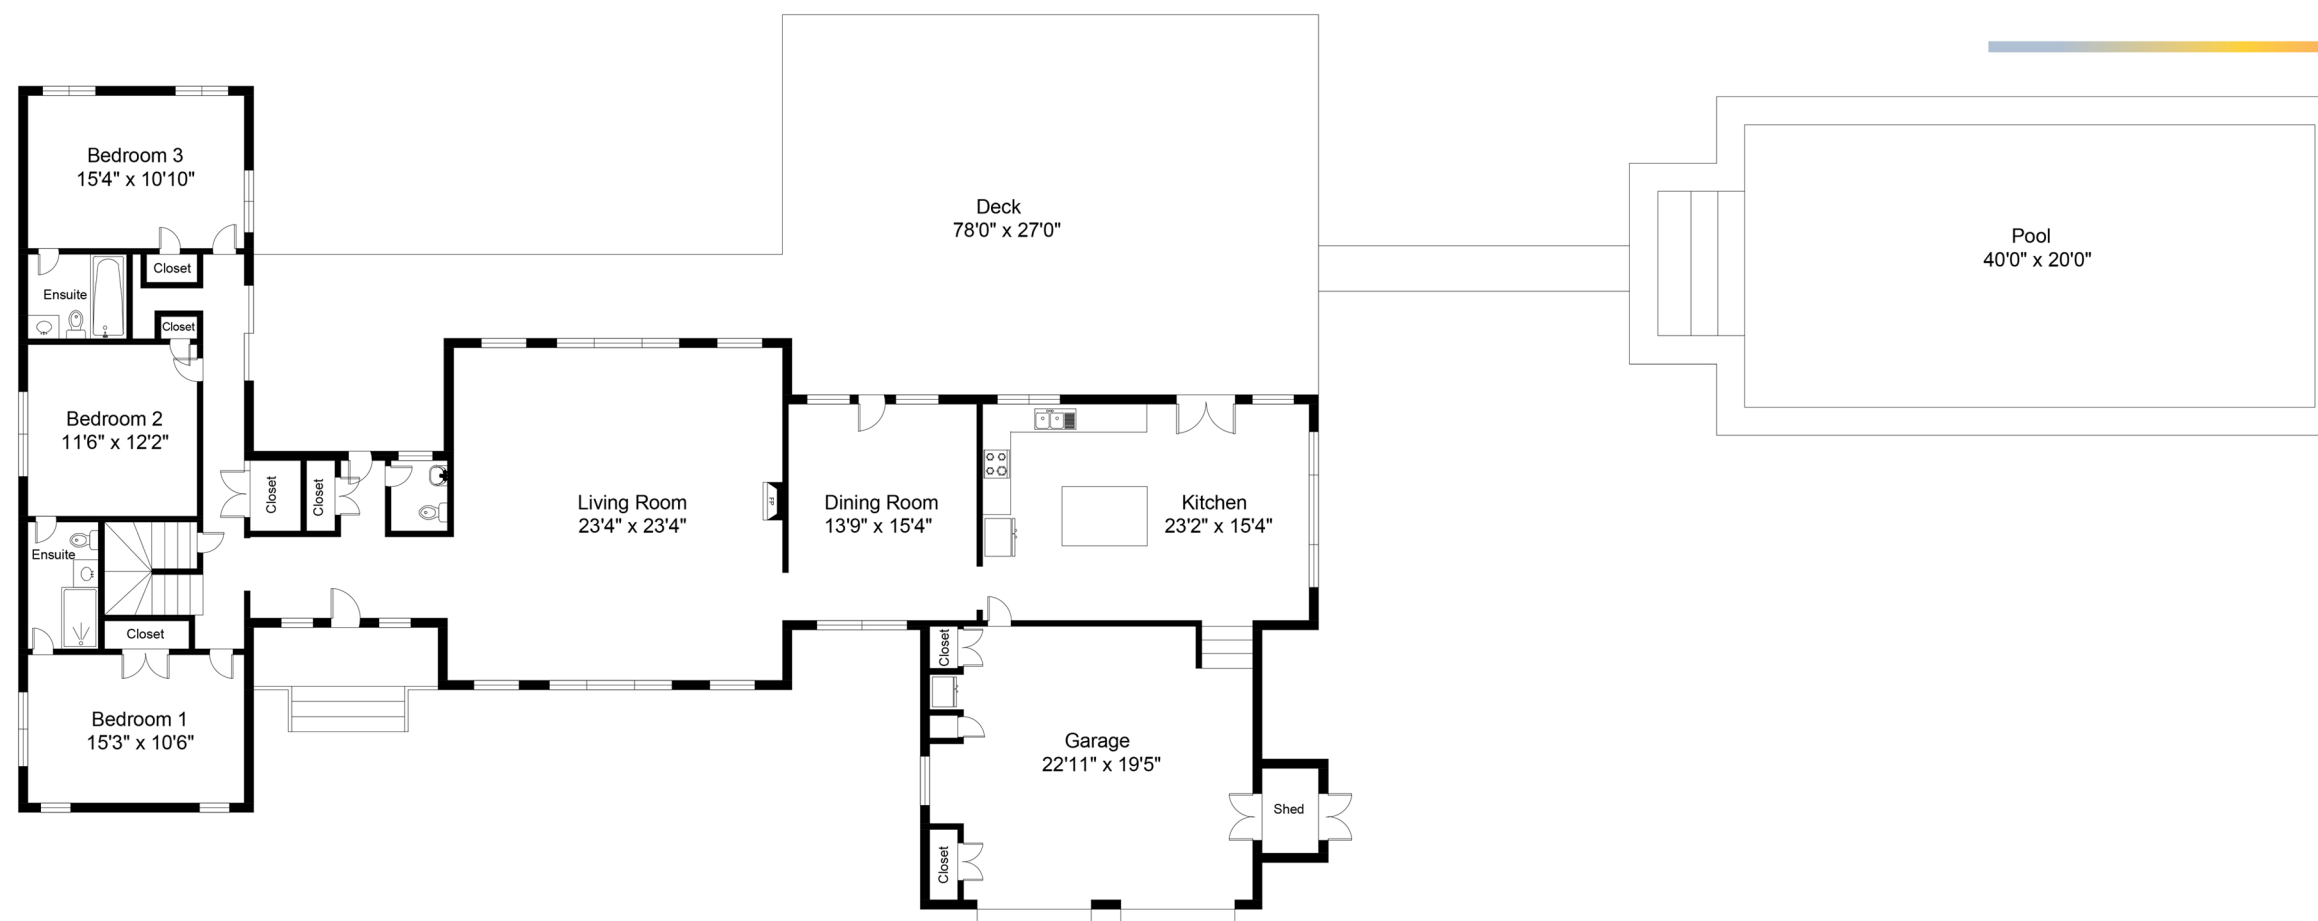 Bedroom 3
15'4" x 10'10"
Deck
78'0" x 27'0"
Pool
40'0" x 20'0"
Closet
Ensuite
Closet
Bedroom 2
11'6" x 12'2"
Closet
Closet
Living Room
23'4" x 23'4"
FP
Dining Room
13'9" x 15'4"
Kitchen
23'2" x 15'4"
Ensuite
Closet
Closet
Bedroom 1
15'3" x 10'6"
Garage
22'11" x 19'5"
Shed
Closet